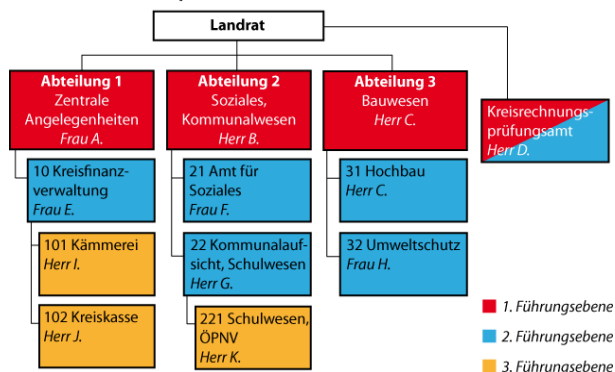 Landrat
Abteilung 1
Zentrale
Angelegenheiten
Frau A.
Abteilung 2
Soziales,
Kommunalwesen
Herr B.
Abteilung 3
Bauwesen
Herr C.
Kreisrechnungs-
prüfungsamt
Herr D.
10 Kreisfinanz-
verwaltung
Frau E.
21 Amt für
Soziales
Frau F.
31 Hochbau
Herr C.
101 Kämmerei
Herr I.
22 Kommunalauf-
sicht, Schulwesen
Herr G.
32 Umweltschutz
Frau H.
102 Kreiskasse
Herr J.
221 Schulwesen,
ÖPNV
Herr K.
1. Führungsebene
2. Führungsebene
3. Führungsebene